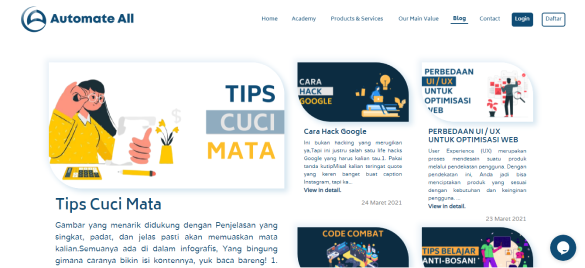 Automate All
Home Academy Products & Services Our Main Value Blog Contact Login Daftar
TIPS
CUCI
MATA
Tips Cuci Mata
Gambar yang menarik didukung dengan Penjelasan yang
singkat, padat, dan jelas pasti akan memuaskan mata
kalian.Semuanya ada di dalam infografis, Yang bingung
gimana caranya bikin isi kontennya, yuk baca bareng! 1.
CARA
HACK
GOOGLE
Cara Hack Google
Ini bukan hacking yang merugikan
ya,Tapi ini justru salah satu life hacks
Google yang harus kalian tau.1. Pakai
tanda kutipMisal kalian teringat quote
yang keren banget buat caption
Instagram, tapi ka...
View in detail.
24 Maret 2021
CODE COMBAT
PERBEDAAN
UI / UX
UNTUK
OPTIMISASI
WEB
PERBEDAAN UI / UX
UNTUK OPTIMISASI WEB
User Experience (UX) merupakan
proses mendesain suatu produk
melalui pendekatan pengguna. Dengan
pendekatan ini, Anda jadi bisa
menciptakan produk yang sesuai
dengan kebutuhan dan keinginan
pengguna. ...
View in detail.
23 Maret 2021
TIPS BELAJAR
ANTI-BOSAN!